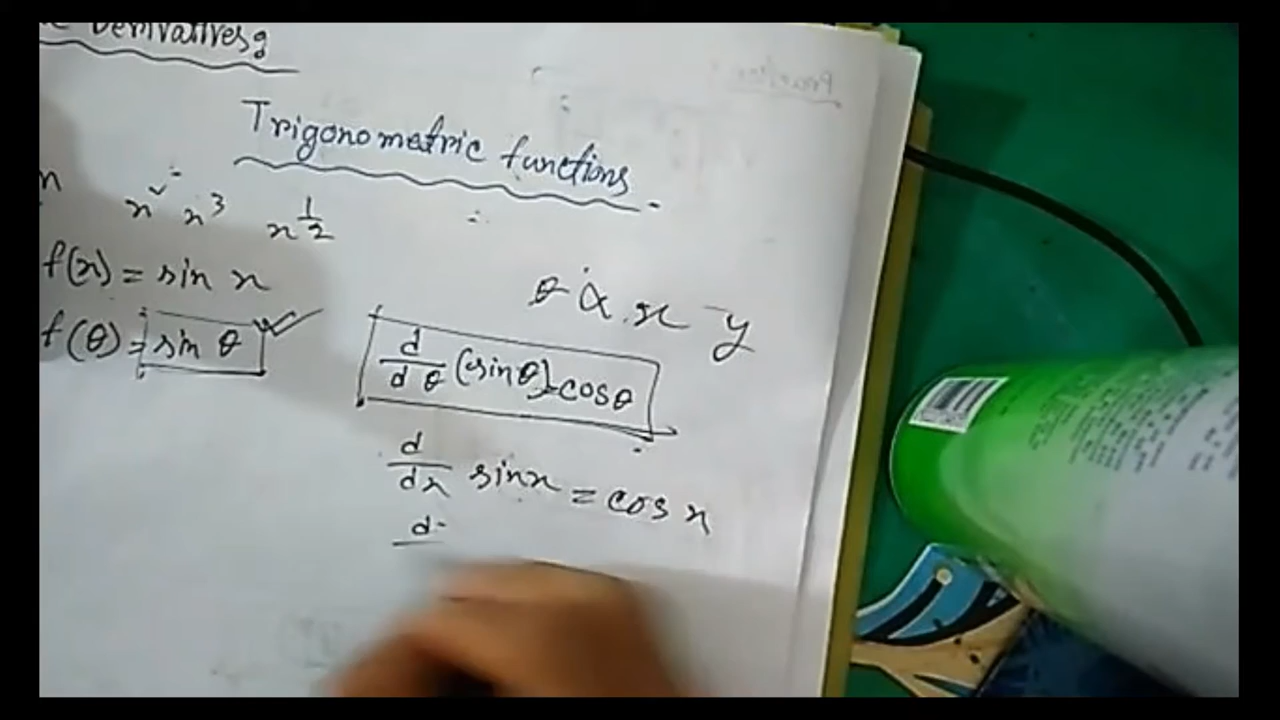 Derivatives:
Trigonometric functions
x² x³ x^{1/2}
f(x) = sin x
f(θ) = sin θ
θ α x y
d/dθ (sinθ) = cosθ
d/dx sinx = cos x
d